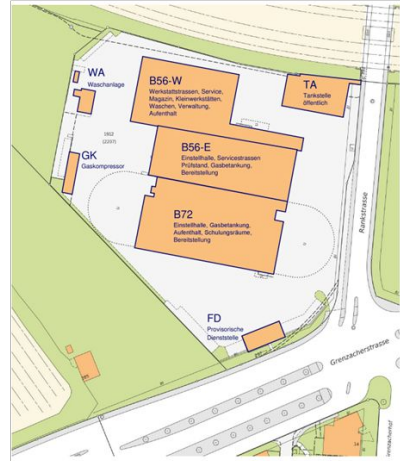 WA
Waschanlage
B56-W
Werkstattstrassen, Service,
Magazin, Kleinwerkstätten,
Waschen, Verwaltung,
Aufenthalt
TA
Tankstelle
öffentlich
B56-E
Einstellhalle, Servicestrassen
Prüfstand, Gasbetankung,
Bereitstellung
GK
Gaskompressor
B72
Einstellhalle, Gasbetankung,
Aufenthalt, Schulungsräume,
Bereitstellung
Rankstrasse
FD
Provisorische
Dienststelle
Grenzacherstrasse